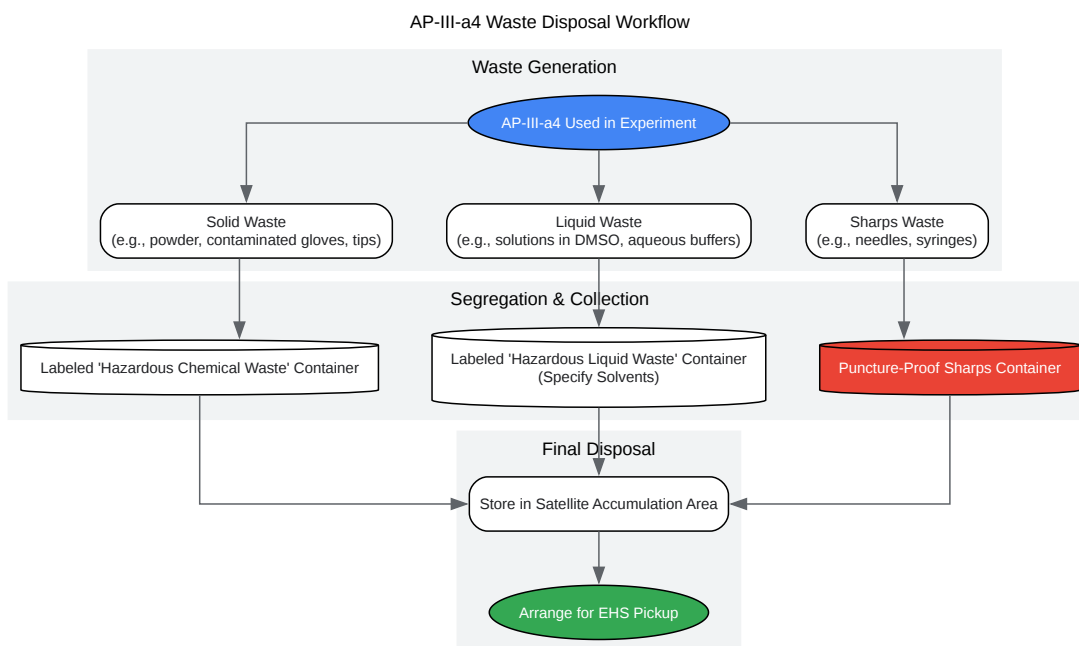 AP-III-a4 Waste Disposal Workflow
Waste Generation
AP-III-a4 Used in Experiment
Solid Waste
(e.g., powder, contaminated gloves, tips)
Liquid Waste
(e.g., solutions in DMSO, aqueous buffers)
Sharps Waste
(e.g., needles, syringes)
Segregation & Collection
Labeled 'Hazardous Chemical Waste' Container
Labeled 'Hazardous Liquid Waste' Container
(Specify Solvents)
Puncture-Proof Sharps Container
Final Disposal
Store in Satellite Accumulation Area
Arrange for EHS Pickup